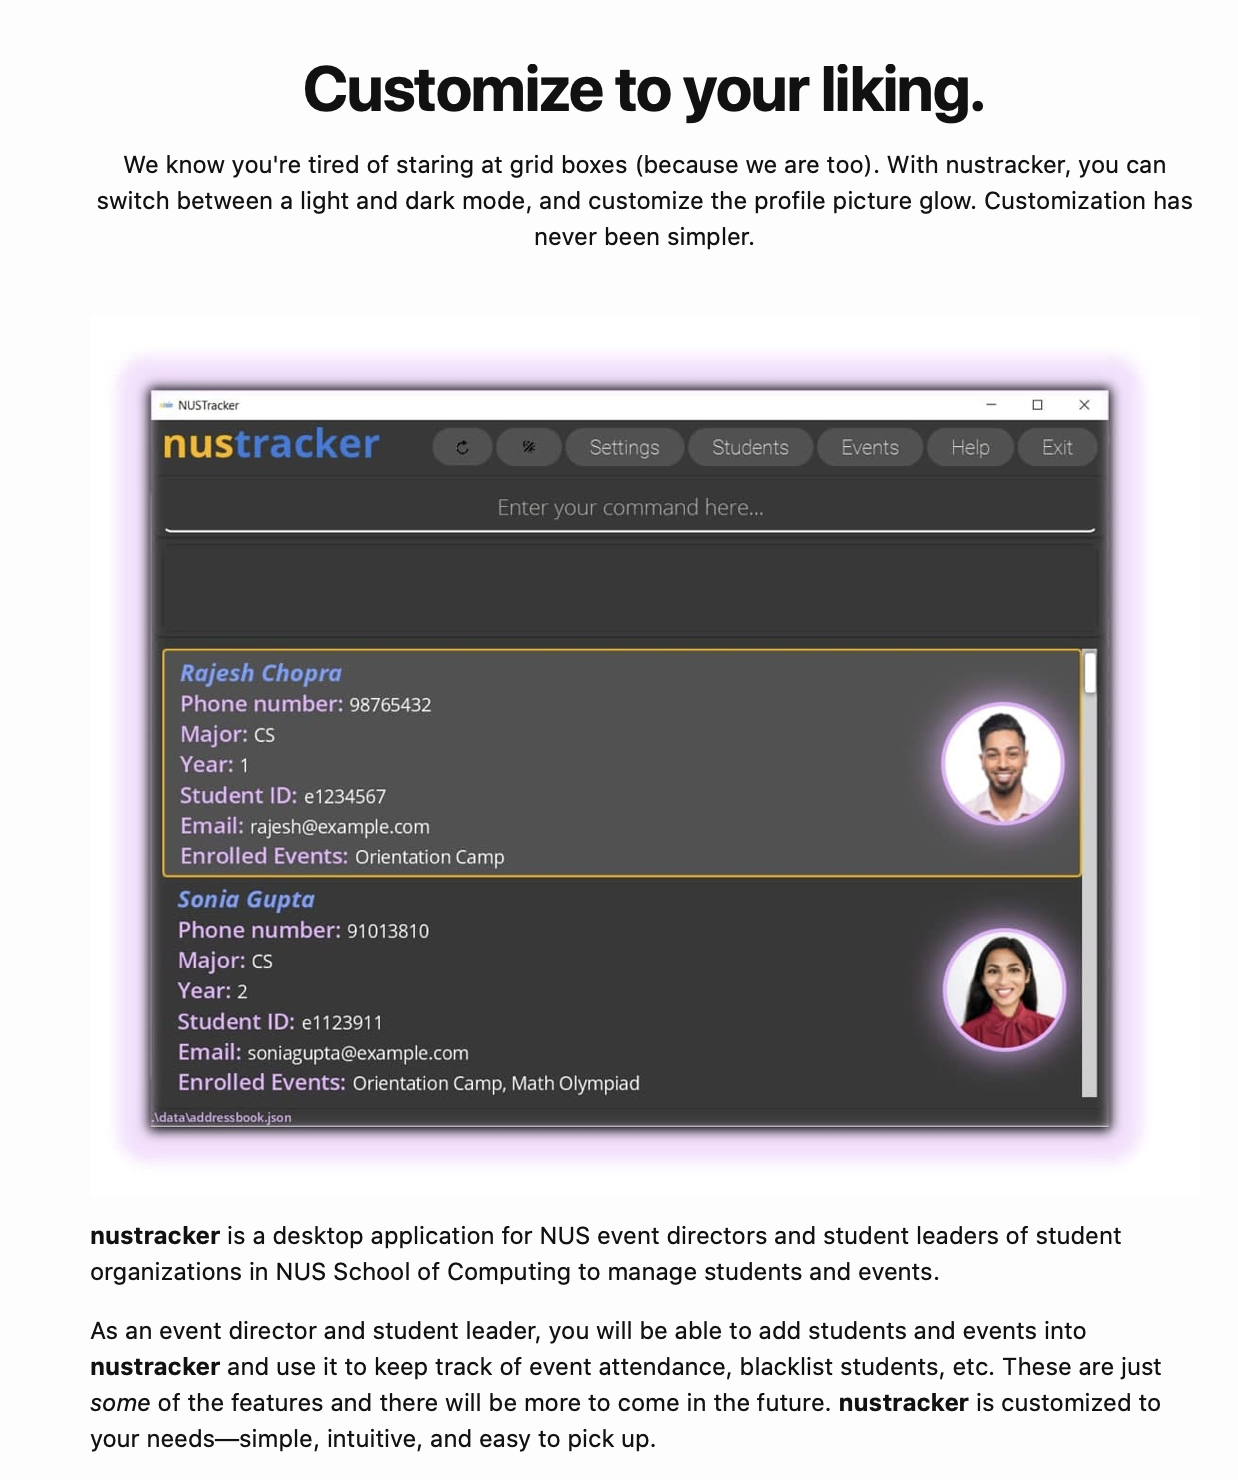 Customize to your liking.
We know you're tired of staring at grid boxes (because we are too). With nustracker, you can
switch between a light and dark mode, and customize the profile picture glow. Customization has
never been simpler.
NUSTracker
nustracker Settings Students Events Help Exit
Enter your command here...
Rajesh Chopra
Phone number: 98765432
Major: CS
Year: 1
Student ID: e1234567
Email: rajesh@example.com
Enrolled Events: Orientation Camp
Sonia Gupta
Phone number: 91013810
Major: CS
Year: 2
Student ID: e1123911
Email: soniagupta@example.com
Enrolled Events: Orientation Camp, Math Olympiad
.\data\addressbook.json
nustracker is a desktop application for NUS event directors and student leaders of student
organizations in NUS School of Computing to manage students and events.
As an event director and student leader, you will be able to add students and events into
nustracker and use it to keep track of event attendance, blacklist students, etc. These are just
some of the features and there will be more to come in the future. nustracker is customized to
your needs—simple, intuitive, and easy to pick up.